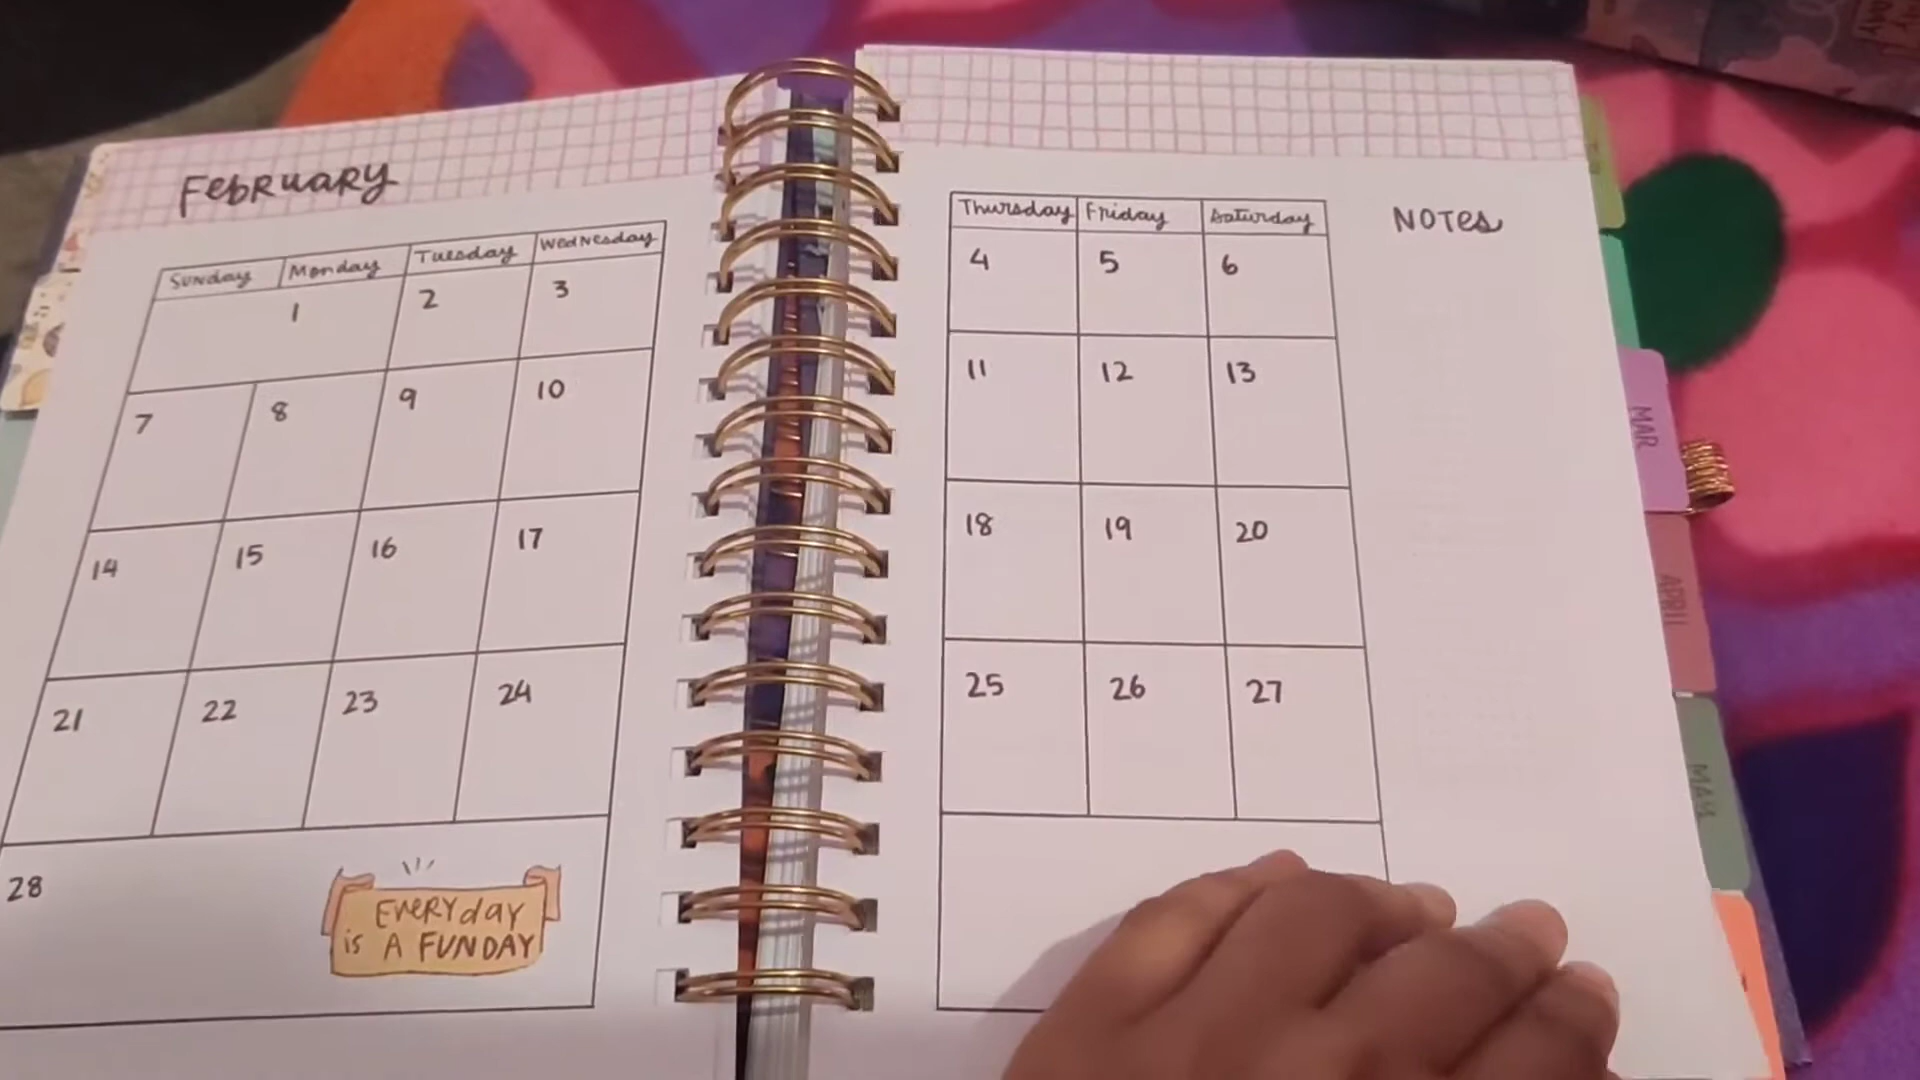 February
Sunday Monday Tuesday Wednesday
1 2 3
7 8 9 10
14 15 16 17
21 22 23 24
28
EVERYday
is A FUNDAY
Thursday Friday Saturday
4 5 6
11 12 13
18 19 20
25 26 27
NOTES
MAR
APRIL
MAY